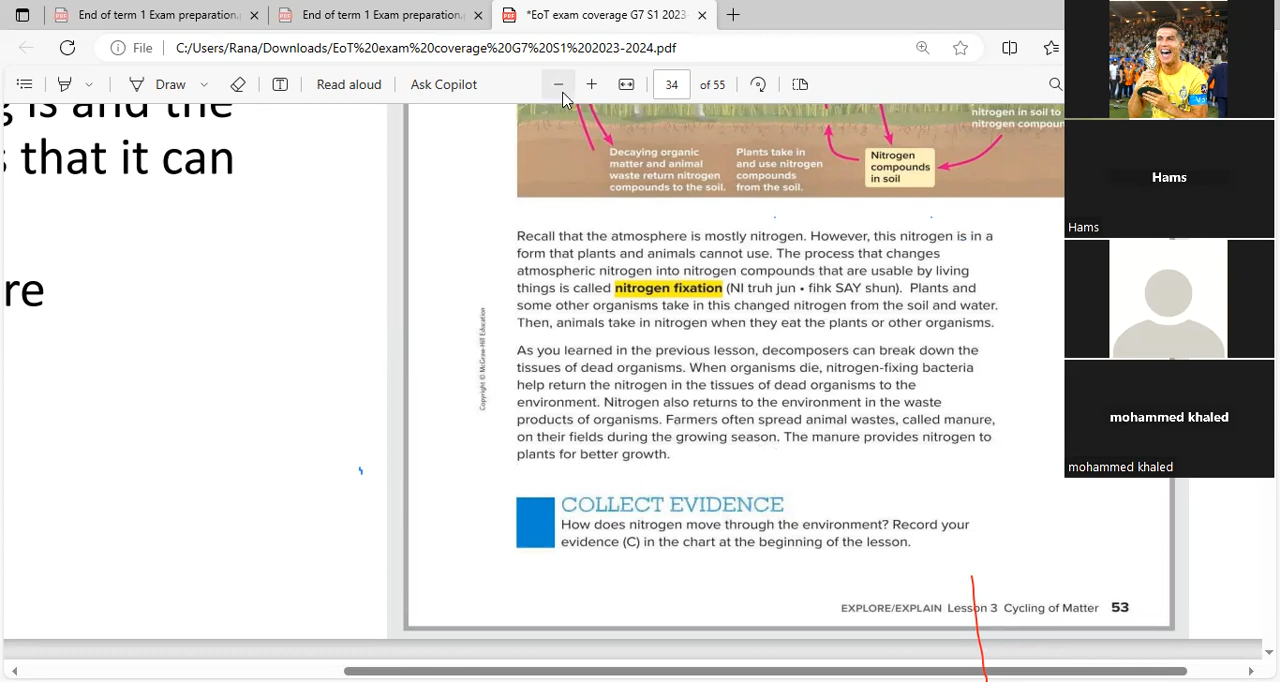 End of term 1 Exam preparation.
End of term 1 Exam preparation.
*EoT exam coverage G7 S1 2023-
File
C:/Users/Rana/Downloads/EoT%20exam%20coverage%20G7%20S1%202023-2024.pdf
Draw
Read aloud
Ask Copilot
34
of 55
g is and the
s that it can
re
nitrogen in soil to
nitrogen compoun
Decaying organic
matter and animal
waste return nitrogen
compounds to the soil.
Plants take in
and use nitrogen
compounds
from the soil.
Nitrogen
compounds
in soil
Recall that the atmosphere is mostly nitrogen. However, this nitrogen is in a
form that plants and animals cannot use. The process that changes
atmospheric nitrogen into nitrogen compounds that are usable by living
things is called nitrogen fixation (NI truh jun • fihk SAY shun). Plants and
some other organisms take in this changed nitrogen from the soil and water.
Then, animals take in nitrogen when they eat the plants or other organisms.
As you learned in the previous lesson, decomposers can break down the
tissues of dead organisms. When organisms die, nitrogen-fixing bacteria
help return the nitrogen in the tissues of dead organisms to the
environment. Nitrogen also returns to the environment in the waste
products of organisms. Farmers often spread animal wastes, called manure,
on their fields during the growing season. The manure provides nitrogen to
plants for better growth.
Copyright © McGraw-Hill Education
COLLECT EVIDENCE
How does nitrogen move through the environment? Record your
evidence (C) in the chart at the beginning of the lesson.
EXPLORE/EXPLAIN Lesson 3 Cycling of Matter 53
Hams
Hams
mohammed khaled
mohammed khaled